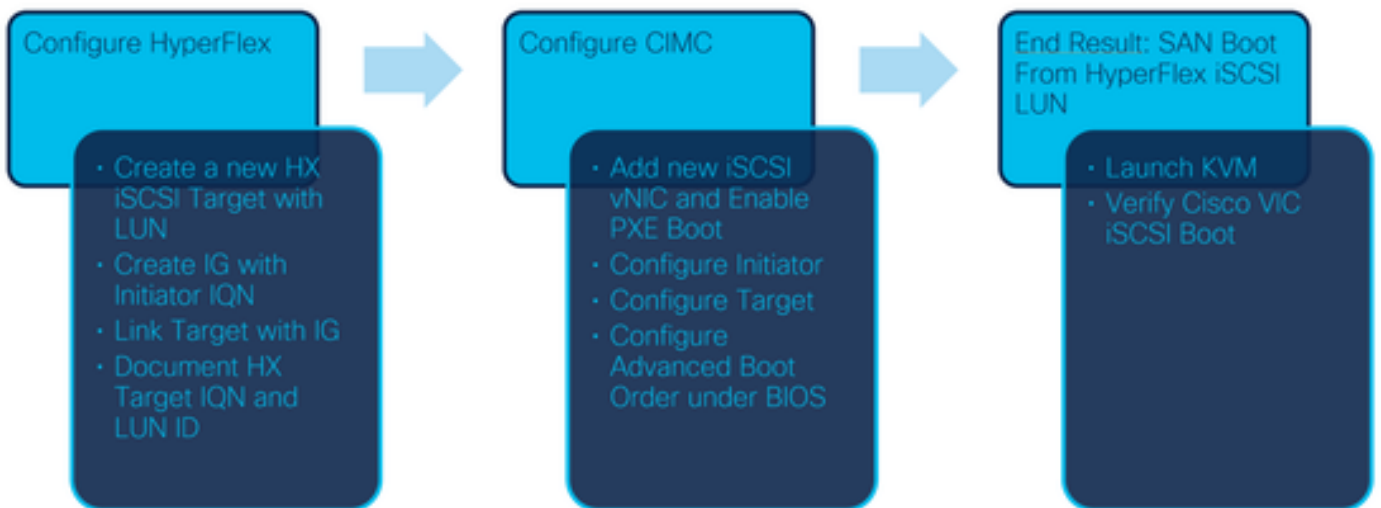 Configure HyperFlex
• Create a new HX
iSCSI Target with
LUN
• Create IG with
Initiator IQN
• Link Target with IG
• Document HX
Target IQN and
LUN ID
Configure CIMC
• Add new iSCSI
vNIC and Enable
PXE Boot
• Configure Initiator
• Configure Target
• Configure
Advanced Boot
Order under BIOS
End Result: SAN Boot
From HyperFlex iSCSI
LUN
• Launch KVM
• Verify Cisco VIC
iSCSI Boot